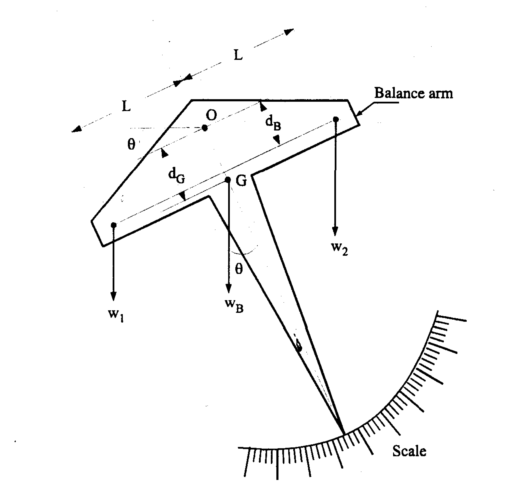 L
L
Balance arm
O
d_B
θ
d_G
G
w_2
θ
w_B
w_1
Scale